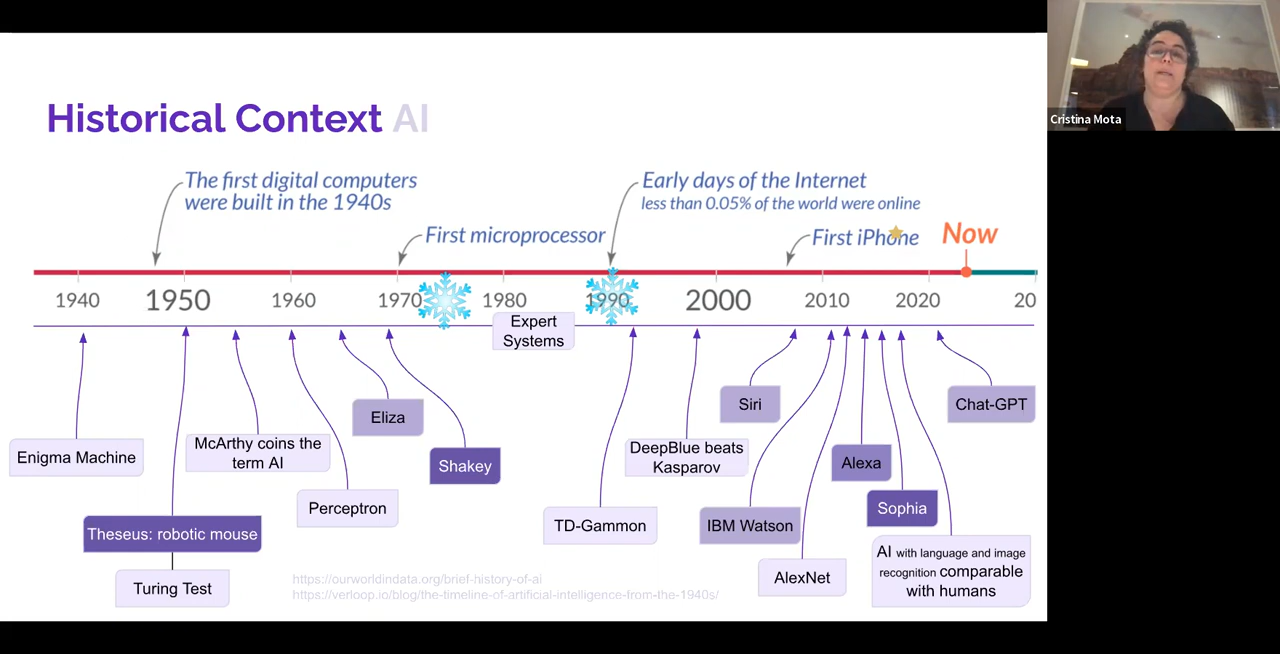 Historical Context AI
Cristina Mota
The first digital computers
were built in the 1940s
Early days of the Internet
less than 0.05% of the world were online
First microprocessor
First iPhone
Now
1940
1950
1960
1970
1980
1990
2000
2010
2020
20
Expert
Systems
Enigma Machine
Theseus: robotic mouse
Turing Test
McArthy coins the
term AI
Perceptron
Eliza
Shakey
TD-Gammon
DeepBlue beats
Kasparov
Siri
IBM Watson
AlexNet
Alexa
Sophia
AI with language and image
recognition comparable
with humans
Chat-GPT
https://ourworldindata.org/brief-history-of-ai
https://verloop.io/blog/the-timeline-of-artificial-intelligence-from-the-1940s/